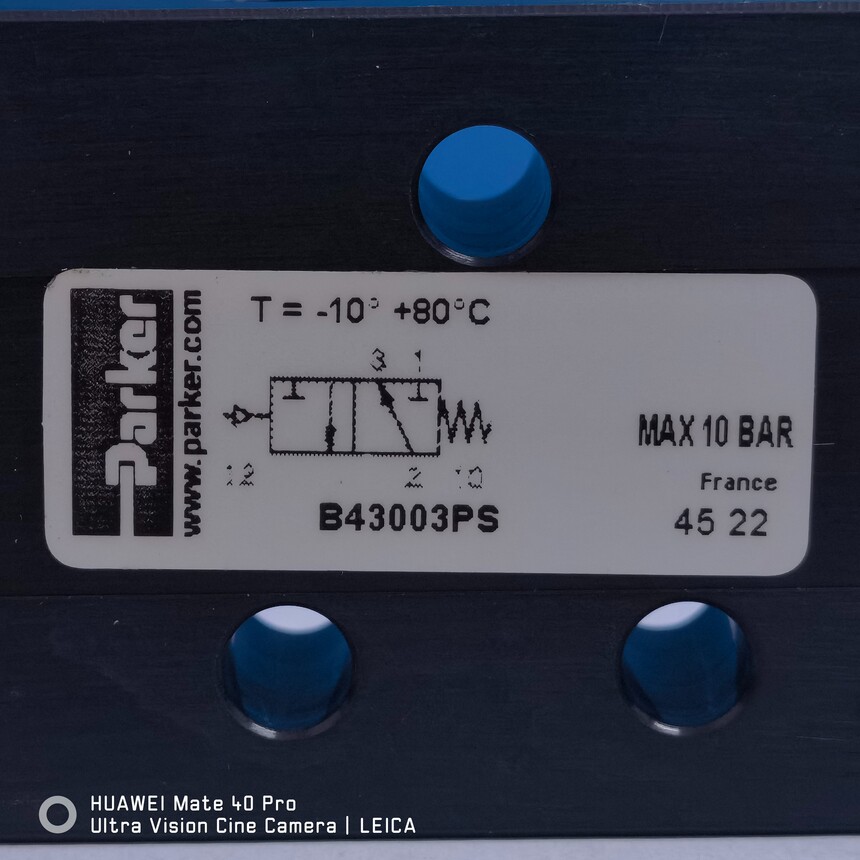 Parker
www.parker.com
T = -10° +80°C
3 1
12
2 10
B43003PS
MAX 10 BAR
France
45 22
HUAWEI Mate 40 Pro
Ultra Vision Cine Camera | LEICA